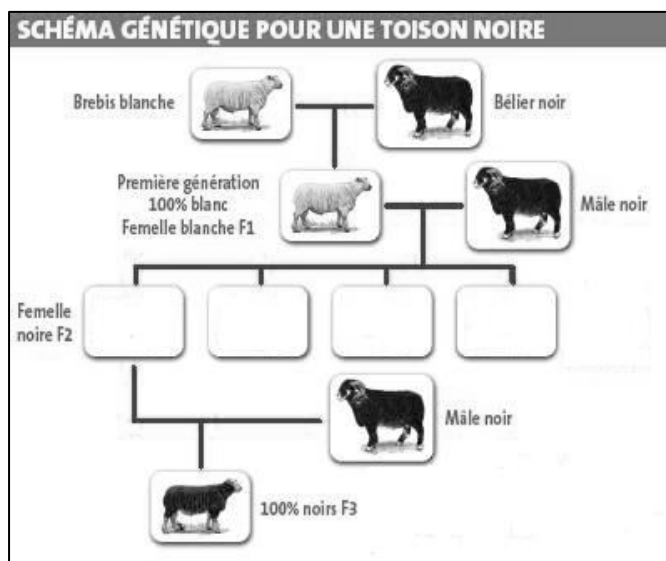 SCHÉMA GÉNÉTIQUE POUR UNE TOISON NOIRE
Brebis blanche
Bélier noir
Première génération
100% blanc
Femelle blanche F1
Mâle noir
Femelle
noire F2
Mâle noir
100% noirs F3